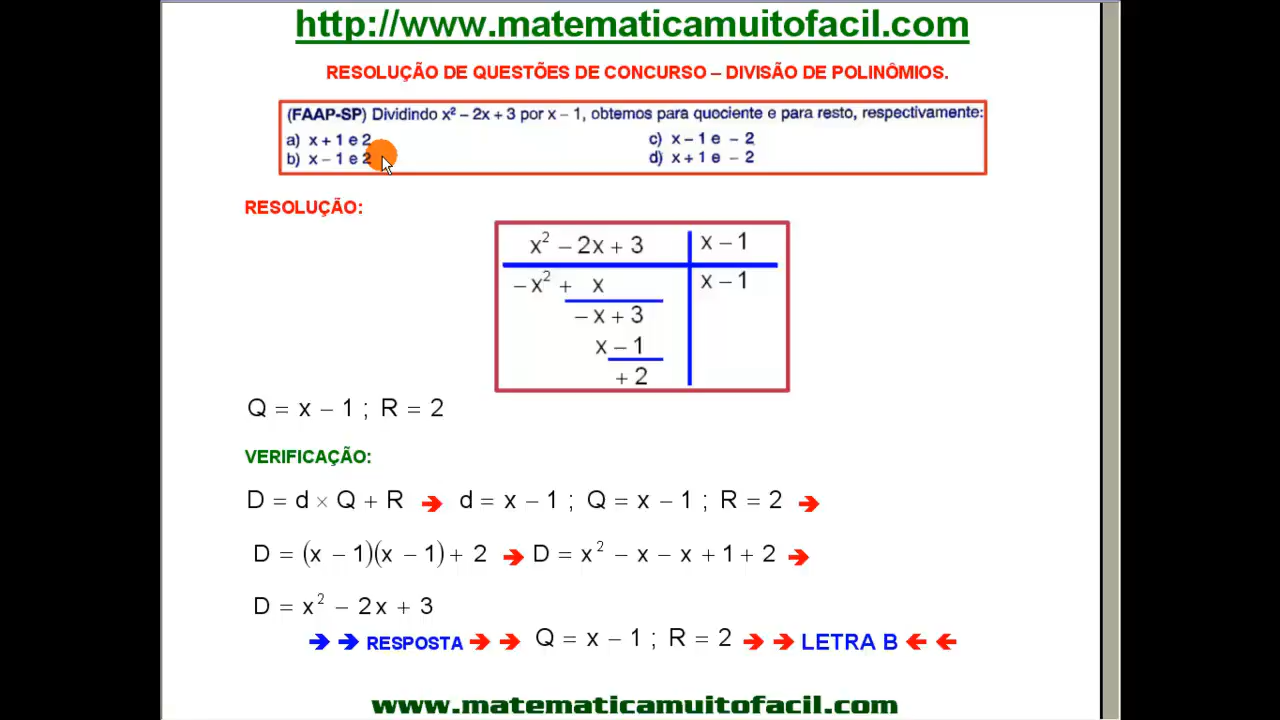 http://www.matematicamuitofacil.com
RESOLUÇÃO DE QUESTÕES DE CONCURSO – DIVISÃO DE POLINÔMIOS.
(FAAP-SP) Dividindo x² – 2x + 3 por x – 1, obtemos para quociente e para resto, respectivamente:
a) x + 1 e 2
c) x – 1 e – 2
b) x – 1 e 2
d) x + 1 e – 2
RESOLUÇÃO:
x² – 2x + 3 x – 1
– x² + x x – 1
– x + 3
x – 1
+ 2
Q = x – 1 ; R = 2
VERIFICAÇÃO:
D = d × Q + R ➔ d = x – 1 ; Q = x – 1 ; R = 2 ➔
D = (x – 1)(x – 1) + 2 ➔ D = x² – x – x + 1 + 2 ➔
D = x² – 2x + 3
➔ ➔ RESPOSTA ➔ ➔ Q = x – 1 ; R = 2 ➔ ➔ LETRA B 🡸 🡸
www.matematicamuitofacil.com